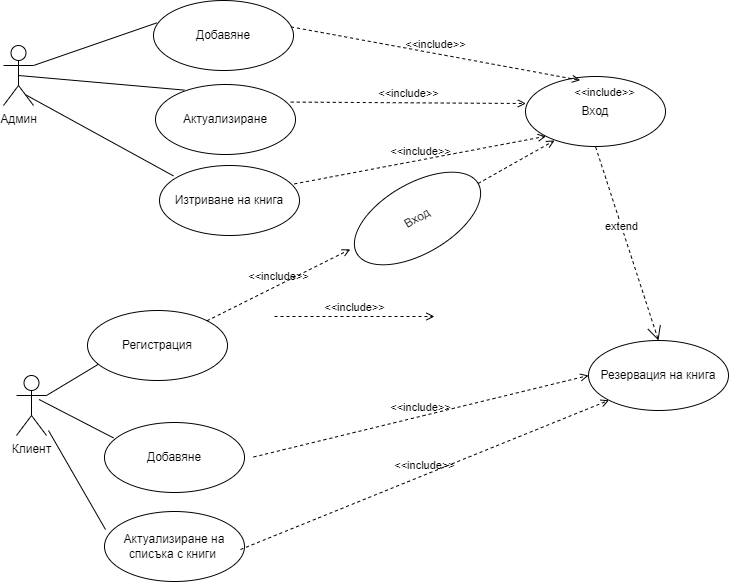 Добавяне
<<include>>
Админ
Актуализиране
<<include>>
<<include>>
Вход
<<include>>
Изтриване на книга
Вход
extend
<<include>>
<<include>>
Регистрация
Резервация на книга
<<include>>
Клиент
Добавяне
<<include>>
Актуализиране на
списъка с книги